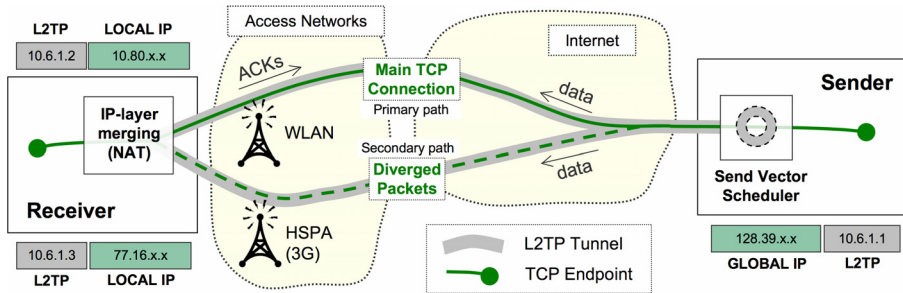 L2TP LOCAL IP
10.6.1.2 10.80.x.x
Access Networks
Internet
ACKs
Main TCP
Connection
Primary path
data
Sender
IP-layer
merging
(NAT)
WLAN
Secondary path
Diverged
Packets
data
Send Vector
Scheduler
Receiver
HSPA
(3G)
10.6.1.3 77.16.x.x
L2TP LOCAL IP
L2TP Tunnel
TCP Endpoint
128.39.x.x 10.6.1.1
GLOBAL IP L2TP